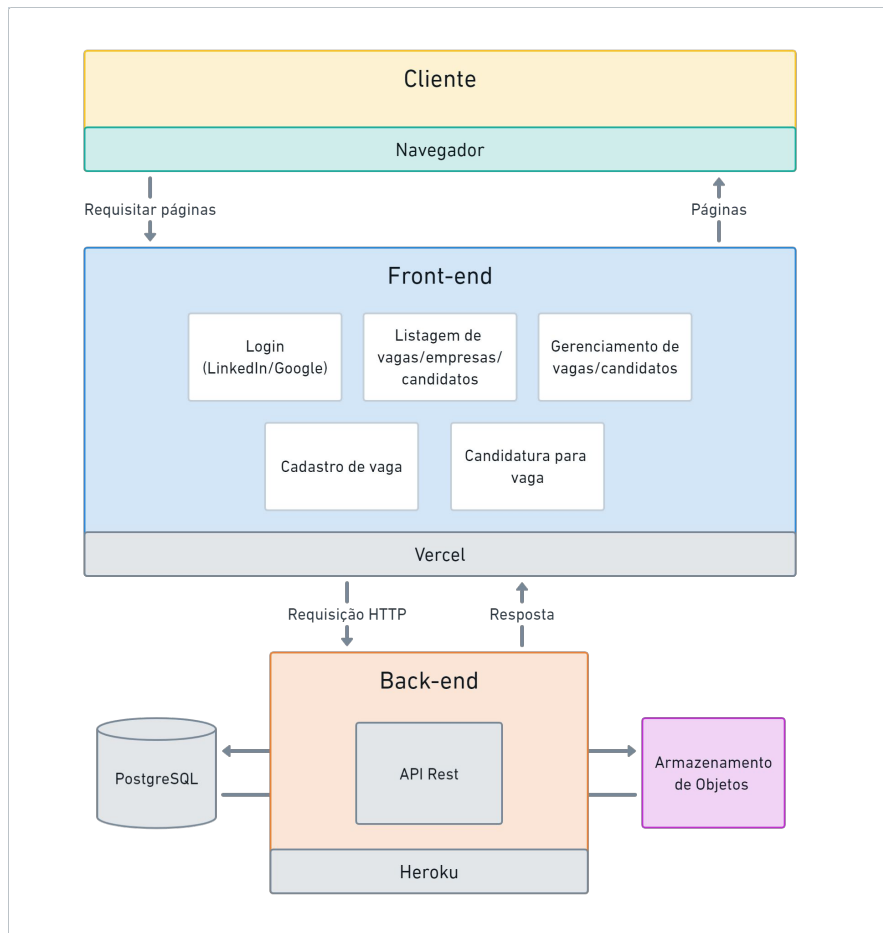 Cliente
Navegador
Requisitar páginas
Páginas
Front-end
Login
(LinkedIn/Google)
Listagem de
vagas/empresas/
candidatos
Gerenciamento de
vagas/candidatos
Cadastro de vaga
Candidatura para
vaga
Vercel
Requisição HTTP
Resposta
Back-end
PostgreSQL
API Rest
Armazenamento
de Objetos
Heroku